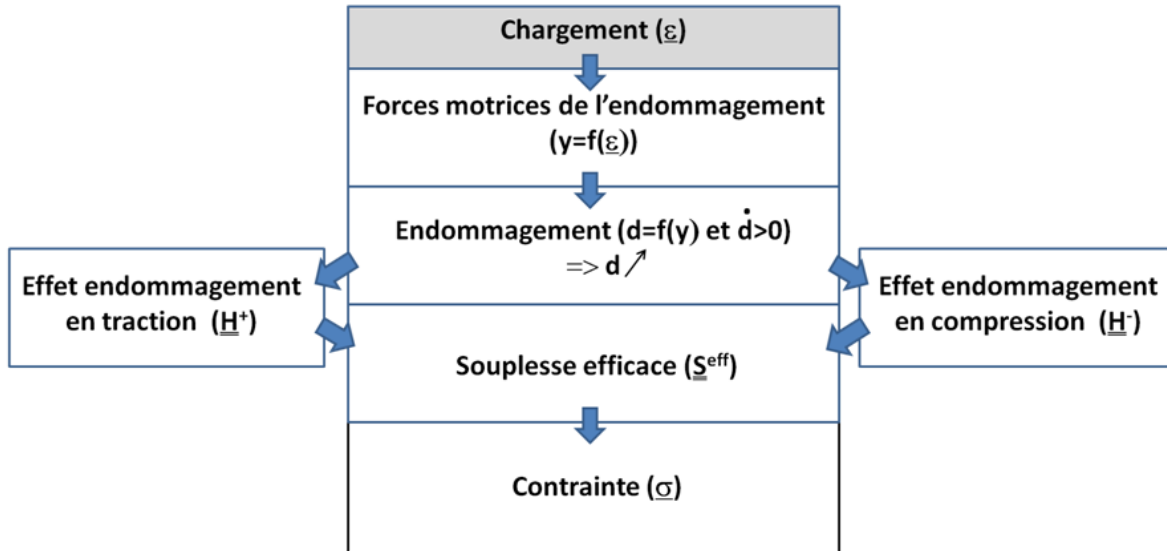 Chargement (ε)
Forces motrices de l'endommagement
(y=f(ε))
Endommagement (d=f(y) et ḋ>0)
=> d ↗
Effet endommagement
en traction (H⁺)
Effet endommagement
en compression (H⁻)
Souplesse efficace (S^eff)
Contrainte (σ)